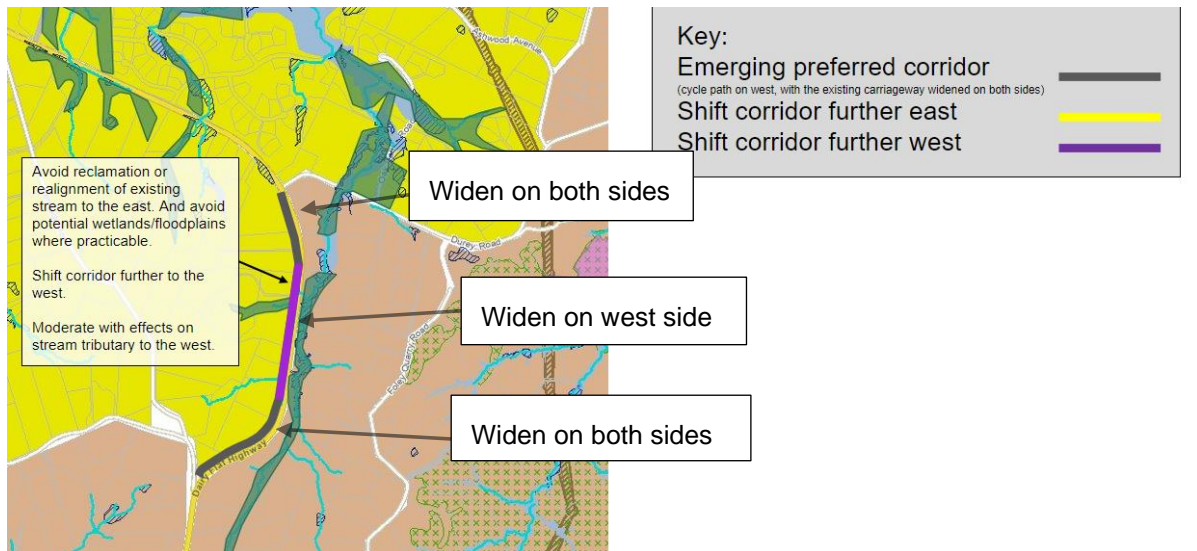 Ashwood Avenue
Key:
Emerging preferred corridor
(cycle path on west, with the existing carriageway widened on both sides)
Shift corridor further east
Shift corridor further west
Road
Avoid reclamation or
realignment of existing
stream to the east. And avoid
potential wetlands/floodplains
where practicable.
Shift corridor further to the
west.
Moderate with effects on
stream tributary to the west.
Widen on both sides
Durey Road
Widen on west side
Foley Quarry Road
Widen on both sides
Dairy Flat Highway